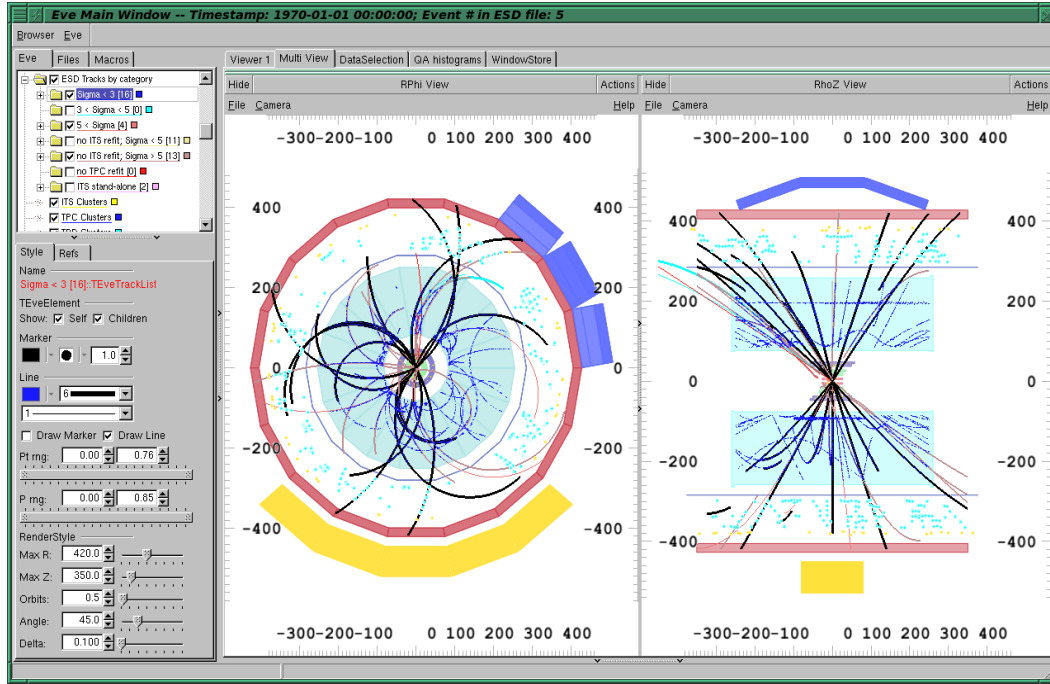 Eve Main Window -- Timestamp: 1970-01-01 00:00:00; Event # in ESD file: 5
Browser Eve
Eve Files Macros
ESD Tracks by category
Sigma < 3 [16]
3 < Sigma < 5 [0]
5 < Sigma [4]
no ITS refit; Sigma < 5 [11]
no ITS refit; Sigma > 5 [13]
no TPC refit [0]
ITS stand-alone [2]
ITS Clusters
TPC Clusters
TRD Clusters
Style Refs
Name
Sigma < 3 [16]::TEveTrackList
TEveElement
Show: Self Children
Marker
1.0
Line
6
1
Draw Marker Draw Line
Pt rng: 0.00 0.76
P rng: 0.00 0.85
RenderStyle
Max R: 420.0
Max Z: 350.0
Orbits: 0.5
Angle: 45.0
Delta: 0.100
Viewer 1 Multi View DataSelection QA histograms WindowStore
Hide RPhi View Actions
File Camera Help
-300 -200 -100 0 100 200 300 400
400 400
200 200
0 0
-200 -200
-400 -400
-300 -200 -100 0 100 200 300 400
Hide RhoZ View Actions
File Camera Help
-300 -200 -100 0 100 200 300 400
400 400
200 200
0 0
-200 -200
-400 -400
-300 -200 -100 0 100 200 300 400